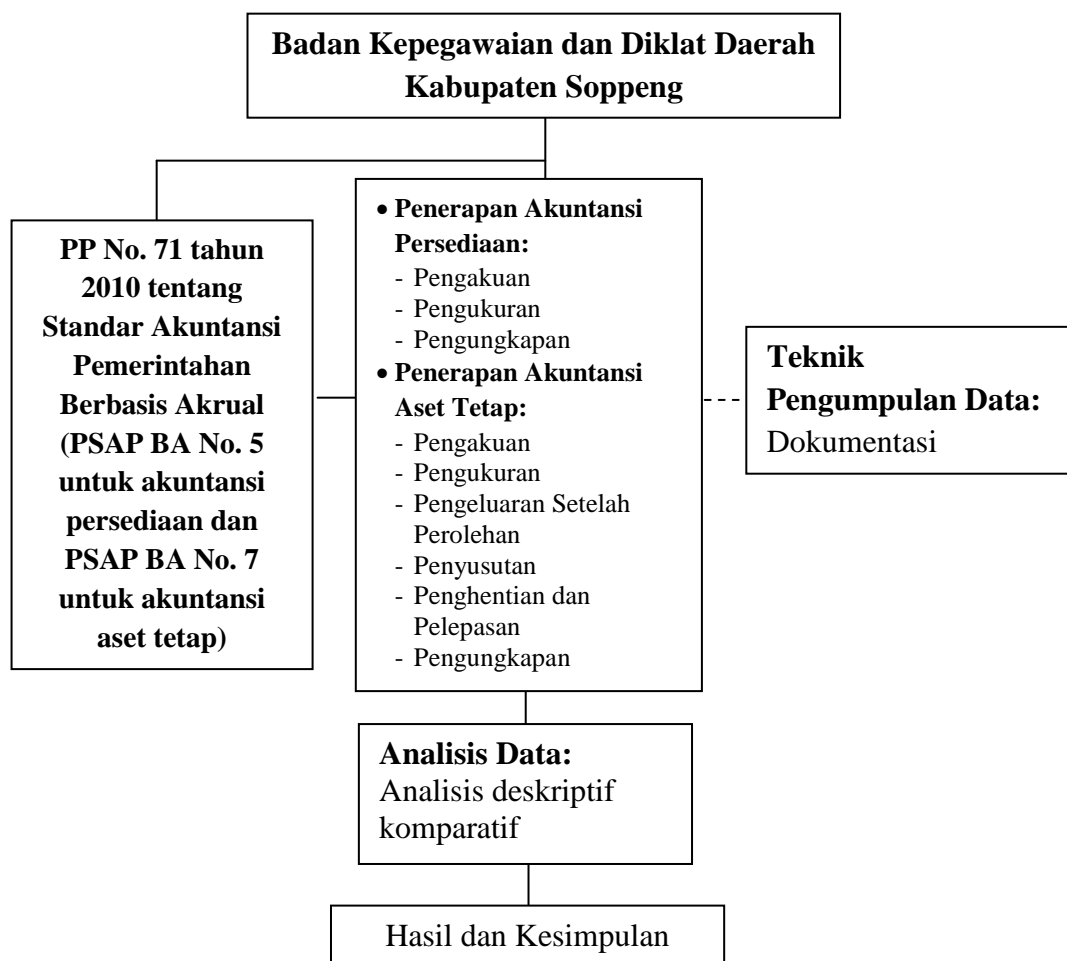 Badan Kepegawaian dan Diklat Daerah
Kabupaten Soppeng
PP No. 71 tahun
2010 tentang
Standar Akuntansi
Pemerintahan
Berbasis Akrual
(PSAP BA No. 5
untuk akuntansi
persediaan dan
PSAP BA No. 7
untuk akuntansi
aset tetap)
• Penerapan Akuntansi
Persediaan:
- Pengakuan
- Pengukuran
- Pengungkapan
• Penerapan Akuntansi
Aset Tetap:
- Pengakuan
- Pengukuran
- Pengeluaran Setelah
Perolehan
- Penyusutan
- Penghentian dan
Pelepasan
- Pengungkapan
Teknik
Pengumpulan Data:
Dokumentasi
Analisis Data:
Analisis deskriptif
komparatif
Hasil dan Kesimpulan